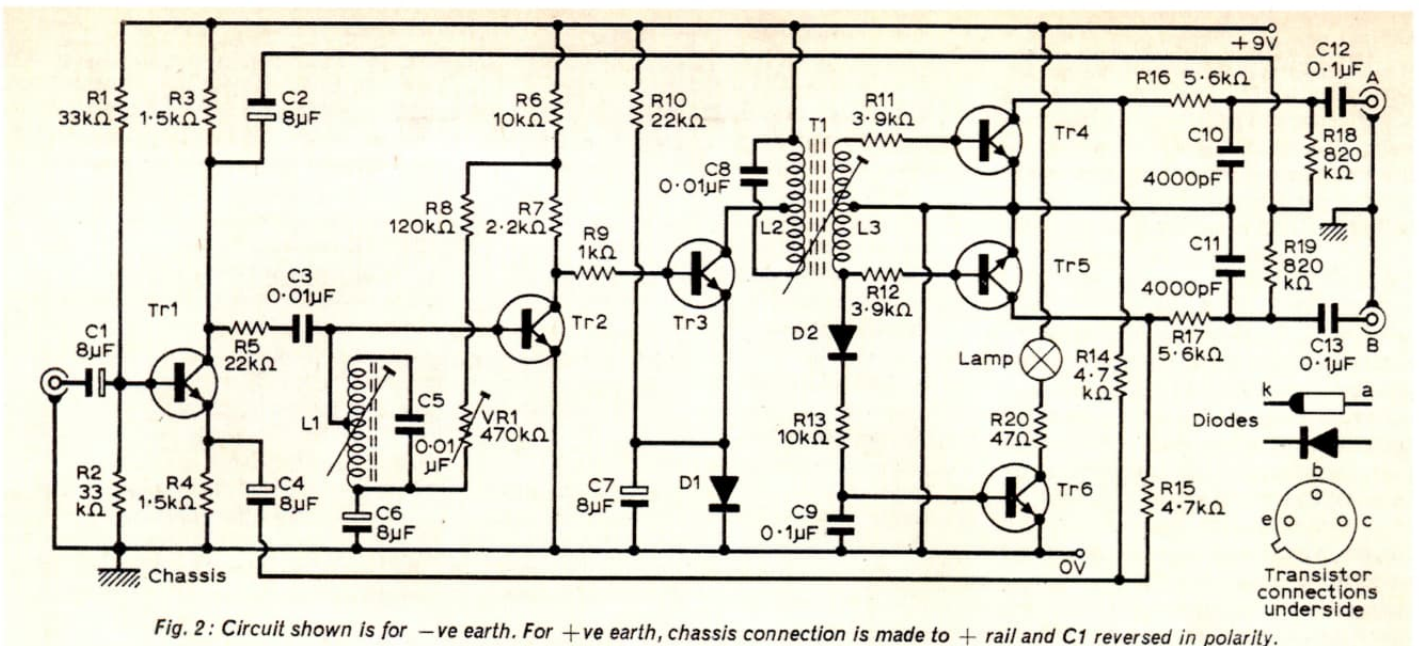 +9V
R1
33kΩ
R3
1·5kΩ
C2
8µF
R6
10kΩ
R10
22kΩ
T1
R11
3·9kΩ
Tr4
R16 5·6kΩ
C12
0·1µF
A
C10
4000pF
R18
820
kΩ
C8
0·01µF
R8
120kΩ
R7
2·2kΩ
R9
1kΩ
L2
L3
C11
4000pF
R19
820
kΩ
C3
0·01µF
Tr1
R5
22kΩ
Tr2
Tr3
R12
3·9kΩ
Tr5
D2
Lamp
R14
4·7
kΩ
R17
5·6kΩ
C13
0·1µF
B
C1
8µF
L1
C5
0·01
µF
VR1
470kΩ
R13
10kΩ
R20
47Ω
k
a
Diodes
R2
33
kΩ
R4
1·5kΩ
C4
8µF
C6
8µF
C7
8µF
D1
C9
0·1µF
Tr6
R15
4·7kΩ
b
e
c
0V
Chassis
Transistor
connections
underside
Fig. 2: Circuit shown is for −ve earth. For +ve earth, chassis connection is made to + rail and C1 reversed in polarity.